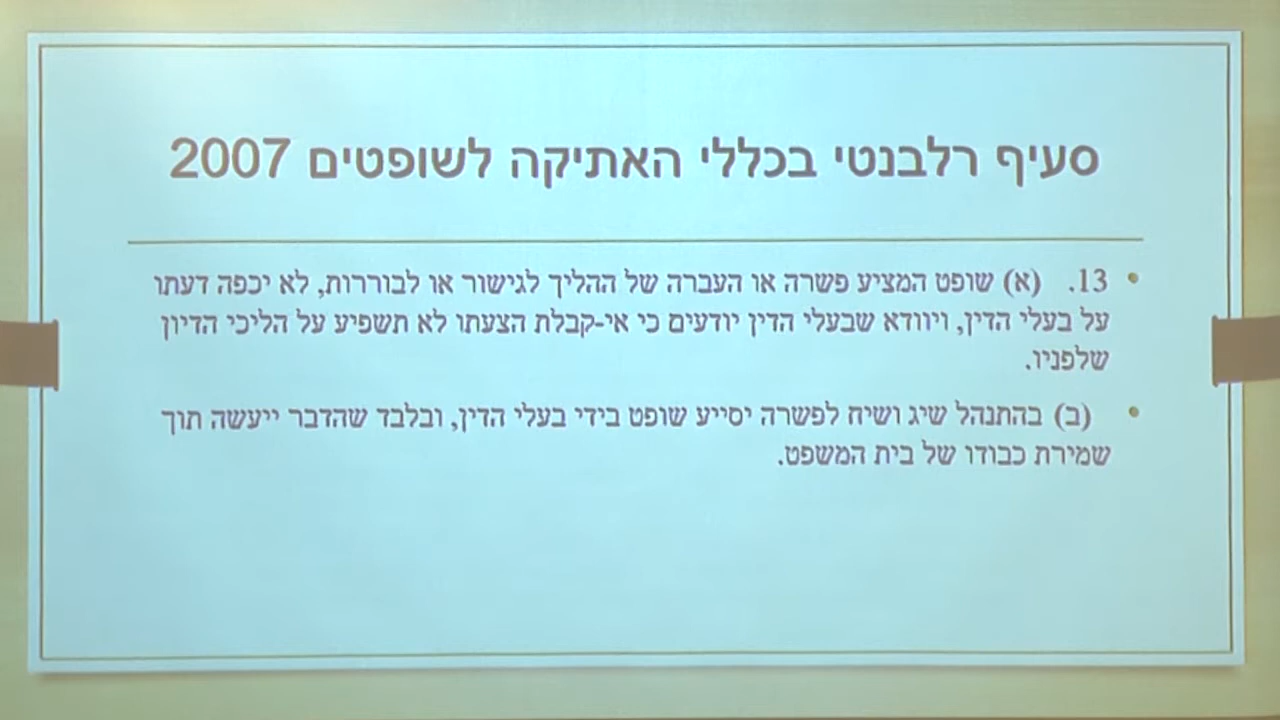 סעיף רלבנטי בכללי האתיקה לשופטים 2007
• 13. (א) שופט המציע פשרה או העברה של ההליך לגישור או לבוררות, לא יכפה דעתו
על בעלי הדין, ויוודא שבעלי הדין יודעים כי אי-קבלת הצעתו לא תשפיע על הליכי הדיון
שלפניו.
• (ב) בהתנהל שיג ושיח לפשרה יסייע שופט בידי בעלי הדין, ובלבד שהדבר ייעשה תוך
שמירת כבודו של בית המשפט.